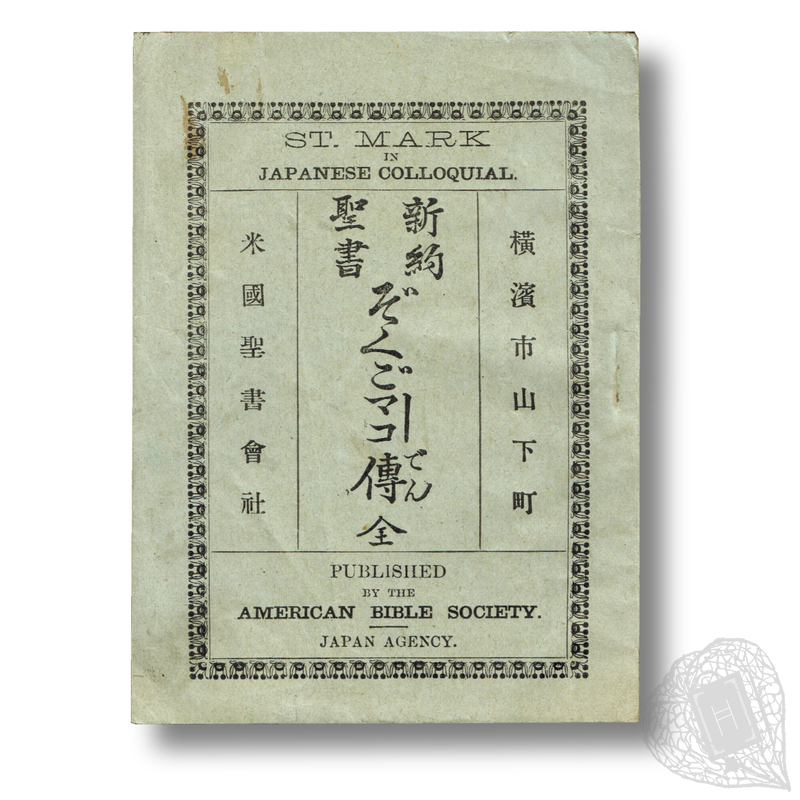 ST. MARK
IN
JAPANESE COLLOQUIAL.
横濱市山下町
新約
聖書
ぞくごマルコ傳全
でん
米國聖書會社
PUBLISHED
BY THE
AMERICAN BIBLE SOCIETY.
JAPAN AGENCY.
H